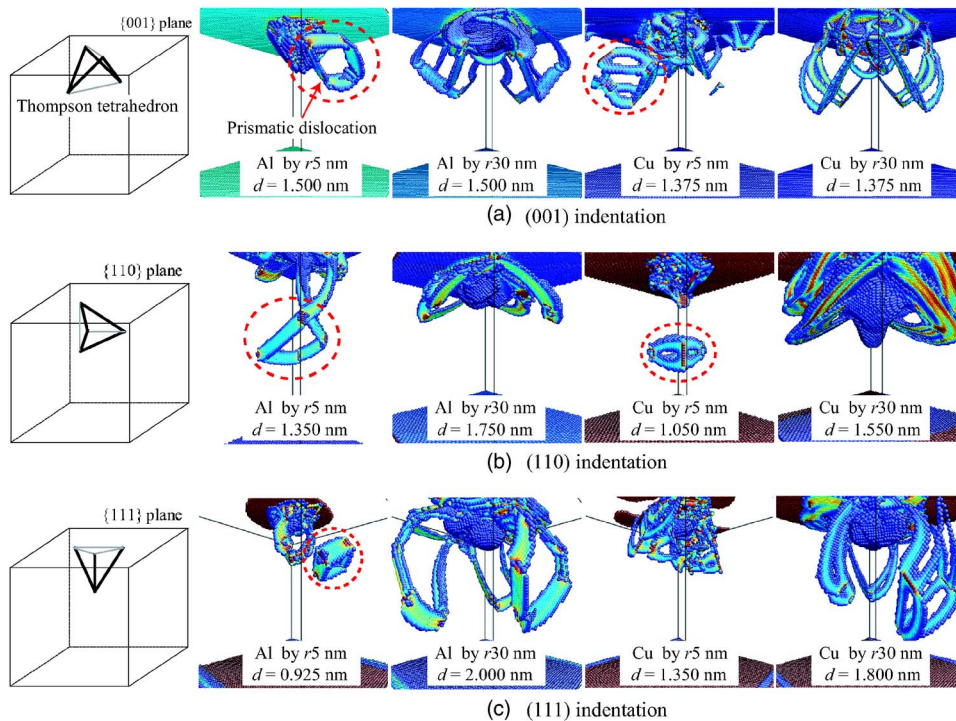 {001} plane
Thompson tetrahedron
Prismatic dislocation
Al by r5 nm
d = 1.500 nm
Al by r30 nm
d = 1.500 nm
Cu by r5 nm
d = 1.375 nm
Cu by r30 nm
d = 1.375 nm
(a) (001) indentation
{110} plane
Al by r5 nm
d = 1.350 nm
Al by r30 nm
d = 1.750 nm
Cu by r5 nm
d = 1.050 nm
Cu by r30 nm
d = 1.550 nm
(b) (110) indentation
{111} plane
Al by r5 nm
d = 0.925 nm
Al by r30 nm
d = 2.000 nm
Cu by r5 nm
d = 1.350 nm
Cu by r30 nm
d = 1.800 nm
(c) (111) indentation